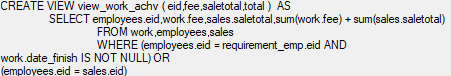 CREATE VIEW view_work_achv ( eid,fee,saletotal,total )  AS
SELECT employees.eid,work.fee,sales.saletotal,sum(work.fee) + sum(sales.saletotal)
FROM work,employees,sales
WHERE (employees.eid = requirement_emp.eid AND
work.date_finish IS NOT NULL) OR
(employees.eid = sales.eid)